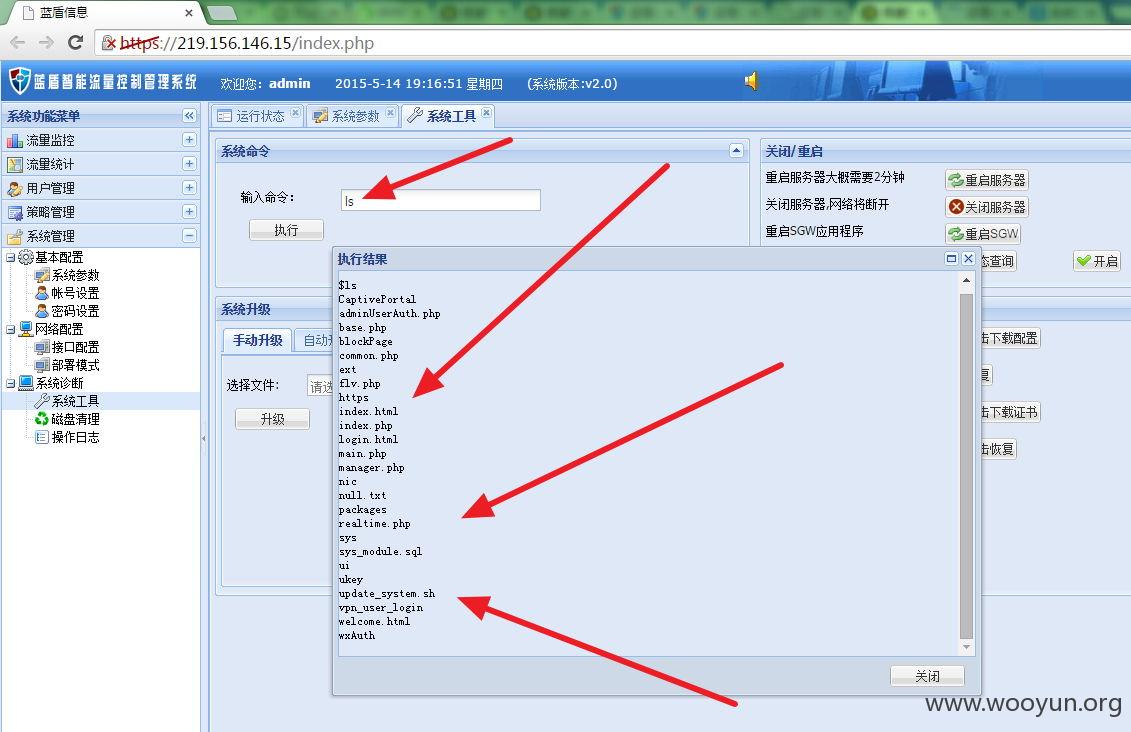 蓝盾信息
https://219.156.146.15/index.php
蓝盾智能流量控制管理系统
欢迎您: admin 2015-5-14 19:16:51 星期四 (系统版本:v2.0)
系统功能菜单
流量监控
流量统计
用户管理
策略管理
系统管理
基本配置
系统参数
帐号设置
密码设置
网络配置
接口配置
部署模式
系统诊断
系统工具
磁盘清理
操作日志
运行状态 系统参数 系统工具
系统命令
输入命令: ls
执行
关闭/重启
重启服务器大概需要2分钟 重启服务器
关闭服务器,网络将断开 关闭服务器
重启SGW应用程序 重启SGW
态查询 开启
系统升级
手动升级 自动升
选择文件: 请选
升级
击下载配置
复
击下载证书
击恢复
执行结果
$ls
CaptivePortal
adminUserAuth.php
base.php
blockPage
common.php
ext
flv.php
https
index.html
index.php
login.html
main.php
manager.php
nic
null.txt
packages
realtime.php
sys
sys_module.sql
ui
ukey
update_system.sh
vpn_user_login
welcome.html
wxAuth
关闭
www.wooyun.org